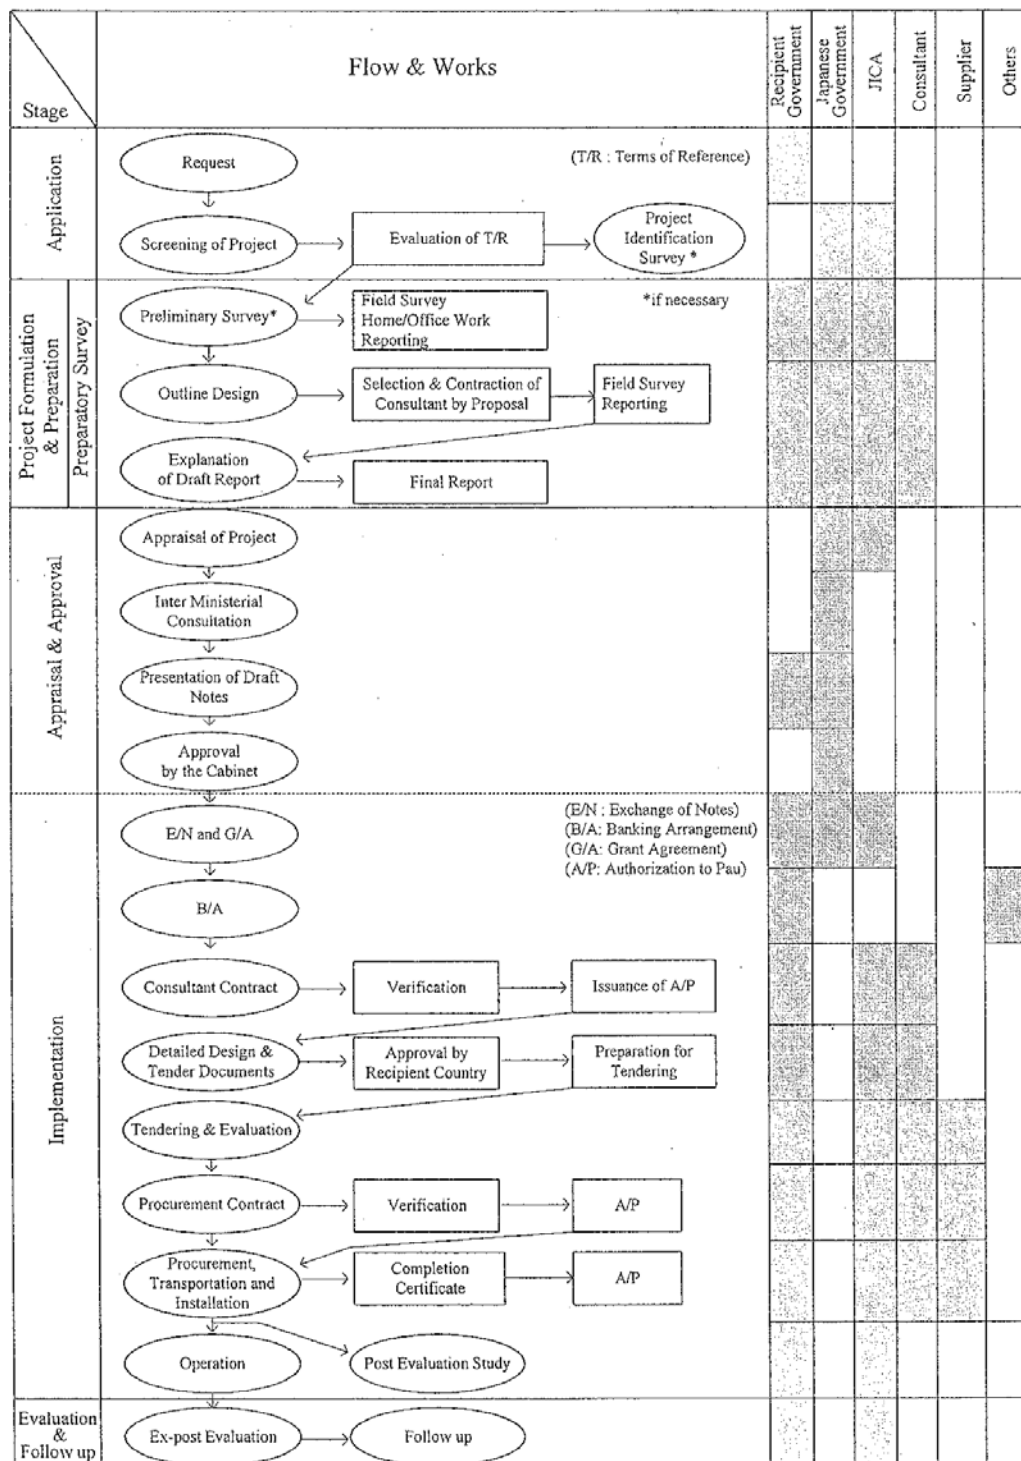 Stage
Flow & Works
Recipient
Government
Japanese
Government
JICA
Consultant
Supplier
Others
Application
Request
(T/R : Terms of Reference)
Screening of Project
Evaluation of T/R
Project
Identification
Survey *
Project Formulation
& Preparation
Preparatory Survey
Preliminary Survey*
Field Survey
Home/Office Work
Reporting
*if necessary
Outline Design
Selection & Contraction of
Consultant by Proposal
Field Survey
Reporting
Explanation
of Draft Report
Final Report
Appraisal & Approval
Appraisal of Project
Inter Ministerial
Consultation
Presentation of Draft
Notes
Approval
by the Cabinet
Implementation
E/N and G/A
(E/N : Exchange of Notes)
(B/A: Banking Arrangement)
(G/A: Grant Agreement)
(A/P: Authorization to Pau)
B/A
Consultant Contract
Verification
Issuance of A/P
Detailed Design &
Tender Documents
Approval by
Recipient Country
Preparation for
Tendering
Tendering & Evaluation
Procurement Contract
Verification
A/P
Procurement,
Transportation and
Installation
Completion
Certificate
A/P
Operation
Post Evaluation Study
Evaluation
&
Follow up
Ex-post Evaluation
Follow up